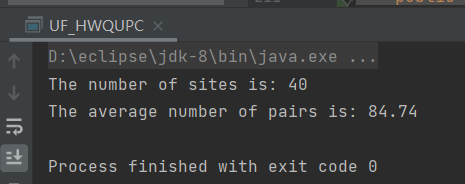 UF_HWQUPC
D:\eclipse\jdk-8\bin\java.exe ...
The number of sites is: 40
The average number of pairs is: 84.74
Process finished with exit code 0